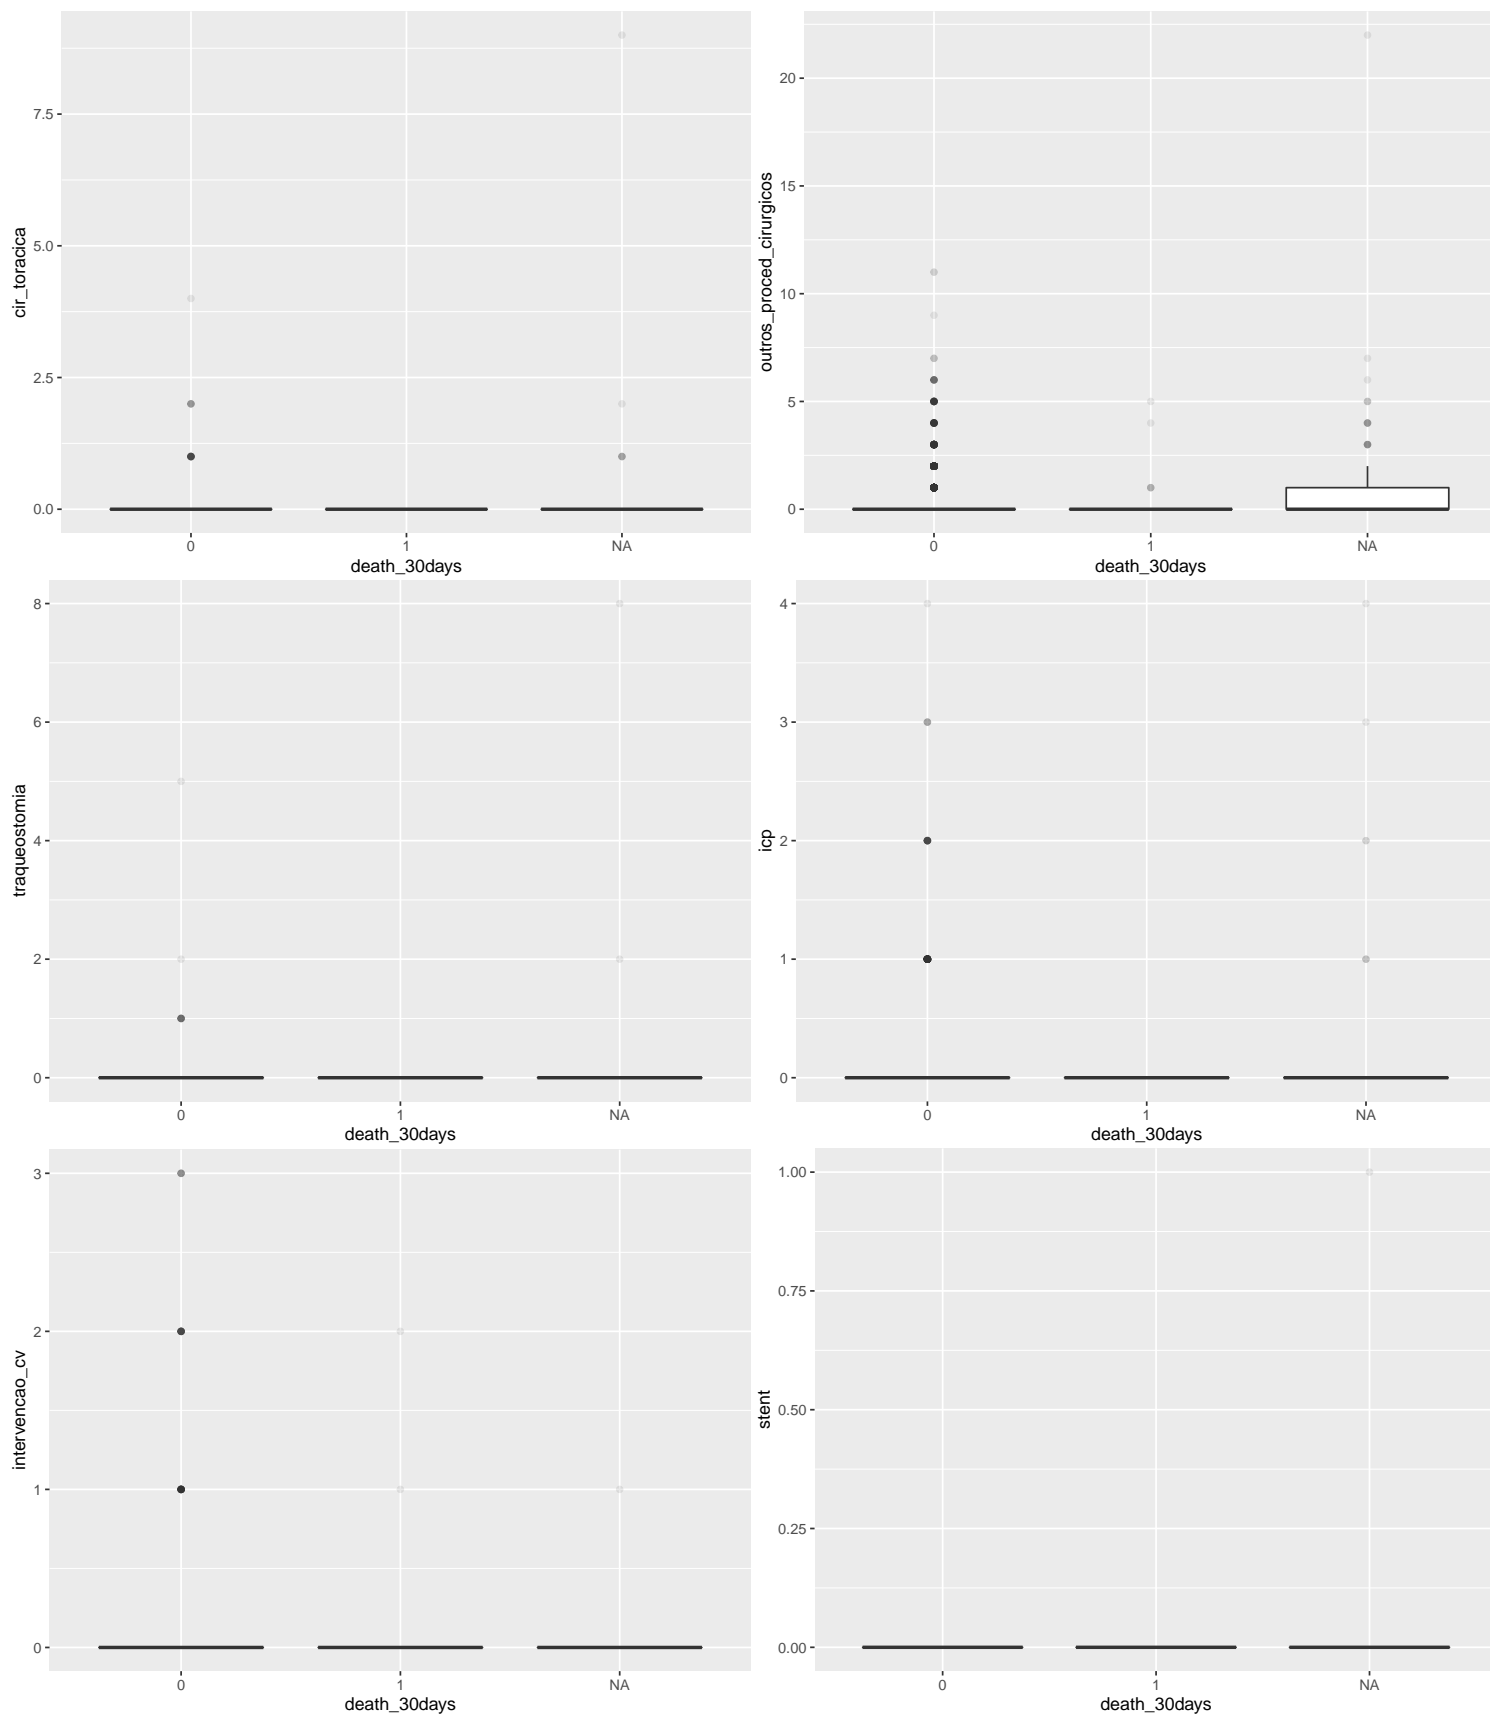 cir_toracica
7.5
5.0
2.5
0.0
0 1 NA
death_30days
outros_proced_cirurgicos
20
15
10
5
0
0 1 NA
death_30days
traqueostomia
8
6
4
2
0
0 1 NA
death_30days
icp
4
3
2
1
0
0 1 NA
death_30days
intervencao_cv
3
2
1
0
0 1 NA
death_30days
stent
1.00
0.75
0.50
0.25
0.00
0 1 NA
death_30days